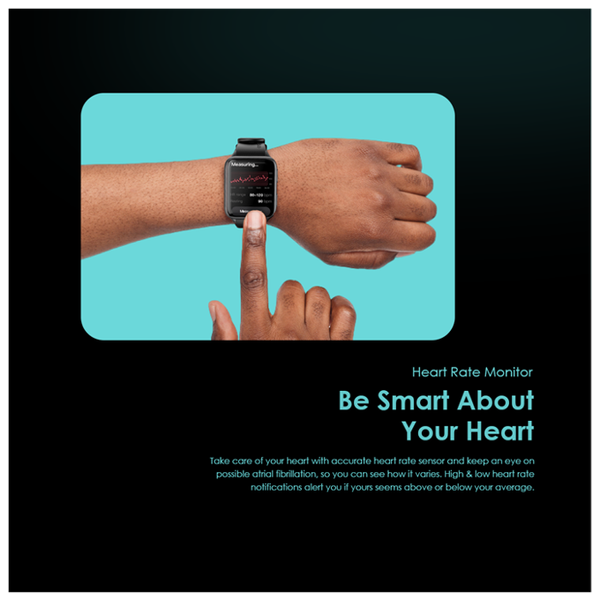 Measuring...
Heart Rate Monitor
Be Smart About
Your Heart
Take care of your heart with accurate heart rate sensor and keep an eye on
possible atrial fibrillation, so you can see how it varies. High & low heart rate
notifications alert you if yours seems above or below your average.